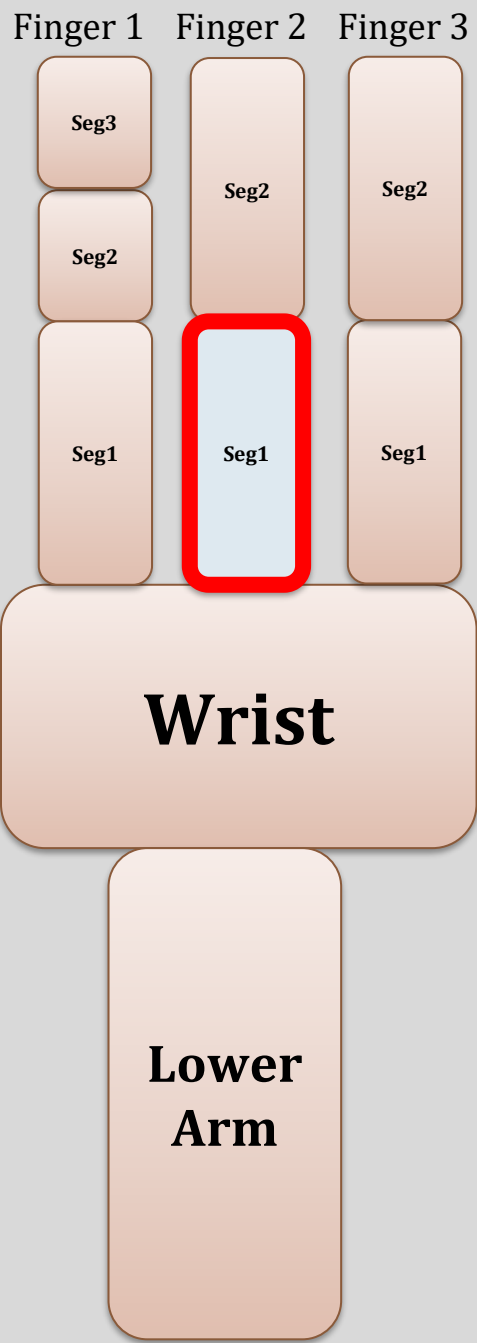 Finger 1 Finger 2 Finger 3
Seg3
Seg2 Seg2
Seg2
Seg1 Seg1 Seg1
Wrist
Lower
Arm